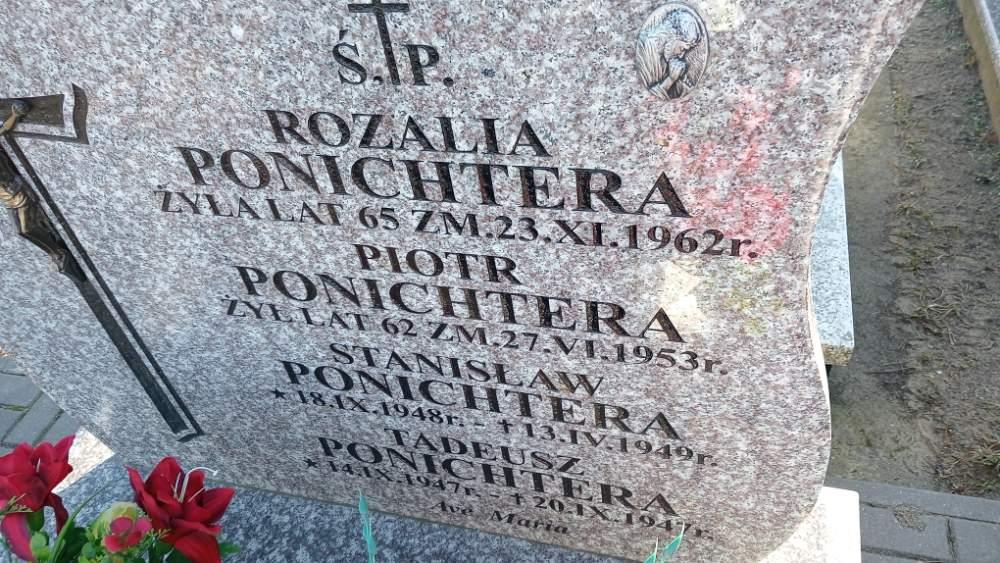 Ś. P.
ROZALIA
PONICHTERA
ŻYŁA LAT 65 ZM.23.XI.1962r.
PIOTR
PONICHTERA
ŻYŁ LAT 62 ZM.27.VI.1953r.
STANISŁAW
PONICHTERA
★18.IX.1948r. - †13.IV.1949r.
TADEUSZ
PONICHTERA
★14.IX.1947r. - †20.IX.1947r.
Ave Maria